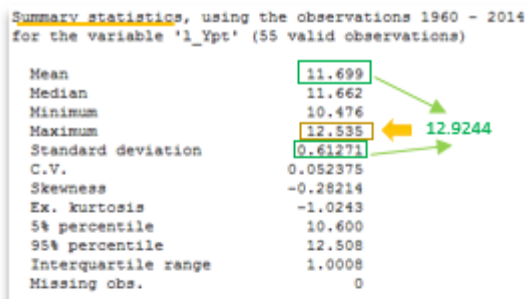 Summary statistics, using the observations 1960 - 2014
for the variable 'l_Ypt' (55 valid observations)
Mean 11.699
Median 11.662
Minimum 10.476
Maximum 12.535 12.9244
Standard deviation 0.61271
C.V. 0.052375
Skewness -0.28214
Ex. kurtosis -1.0243
5% percentile 10.600
95% percentile 12.508
Interquartile range 1.0008
Missing obs. 0